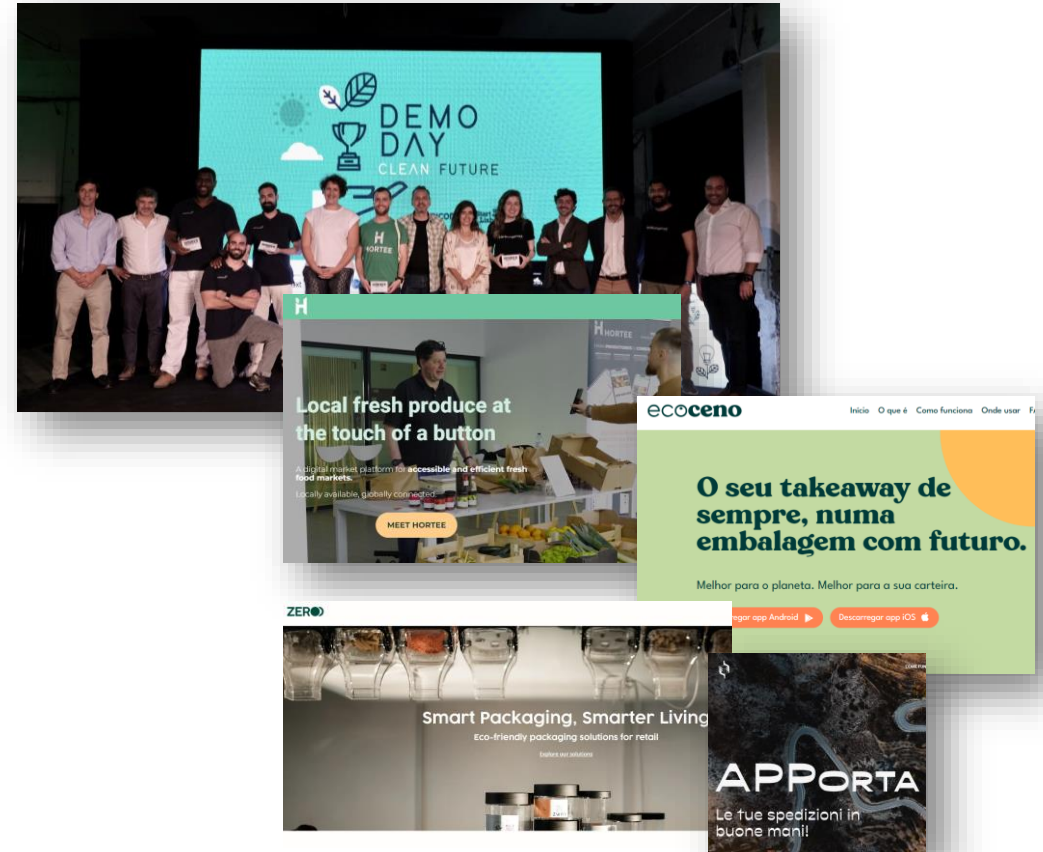 DEMO
DAY
CLEAN FUTURE
H
HORTEE
H
H HORTEE
Local fresh produce at
the touch of a button
A digital market platform for accessible and efficient fresh
food markets.
Locally available, globally connected.
MEET HORTEE
ecoceno
Início O que é Como funciona Onde usar
O seu takeaway de
sempre, numa
embalagem com futuro.
Melhor para o planeta. Melhor para a sua carteira.
app Android
Descarregar app iOS
ZERO
Smart Packaging, Smarter Living
Eco-friendly packaging solutions for retail
Explore our solutions
APPORTA
Le tue spedizioni in
buone mani!